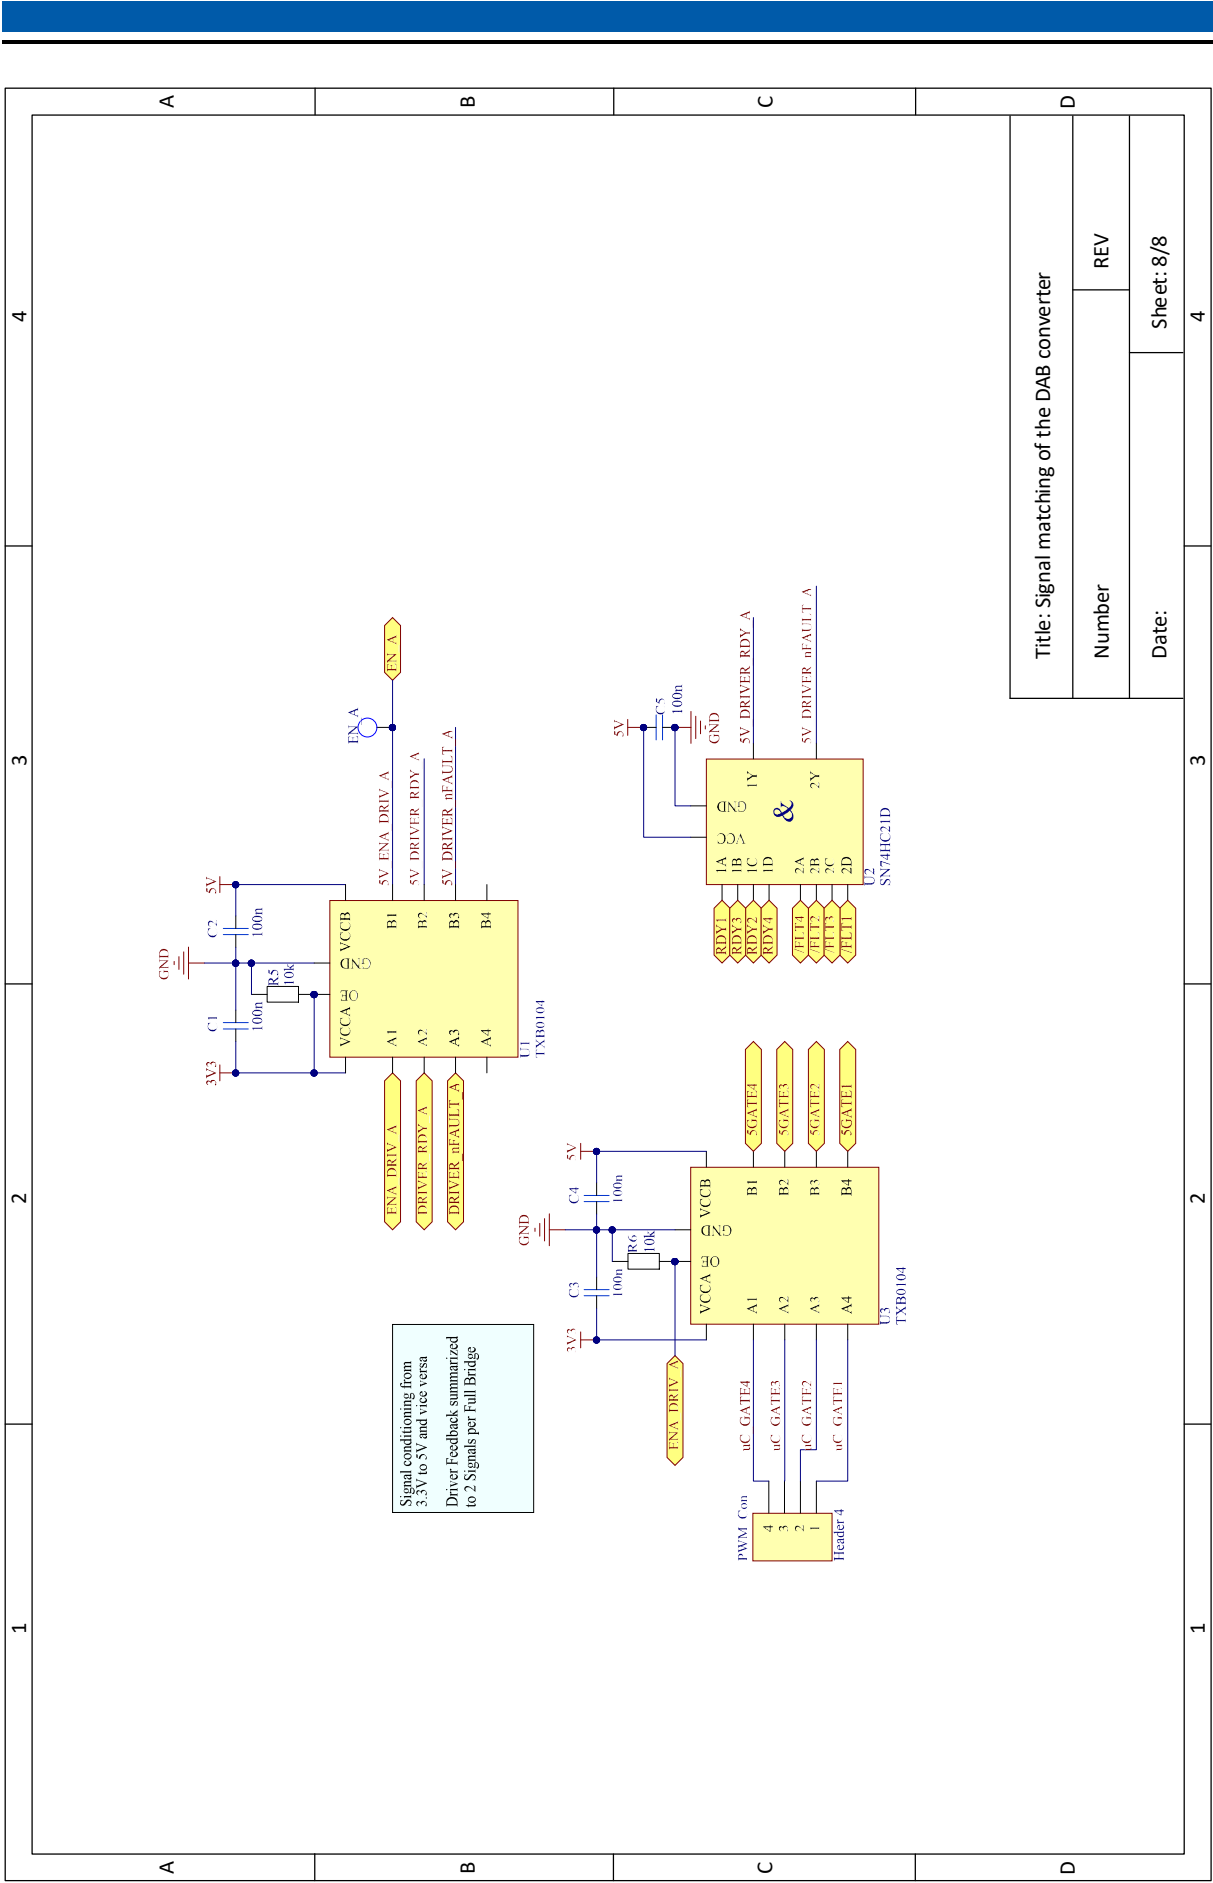 1
2
3
4
A
A
B
B
C
C
D
D
1
2
3
4
Signal conditioning from
3.3V to 5V and vice versa
Driver Feedback summarized
to 2 Signals per Full Bridge
GND
3V3
C1
100n
C2
100n
5V
R5
10k
VCCA
OE
GND
VCCB
ENA_DRIV_A
A1
B1
5V_ENA_DRIV_A
EN_A
EN_A
DRIVER_RDY_A
A2
B2
5V_DRIVER_RDY_A
DRIVER_nFAULT_A
A3
B3
5V_DRIVER_nFAULT_A
A4
B4
U1
TXB0104
GND
3V3
C3
100n
C4
100n
5V
R6
10k
ENA_DRIV_A
VCCA
OE
GND
VCCB
PWM_Con
4
3
2
1
Header 4
uC_GATE4
A1
B1
5GATE4
uC_GATE3
A2
B2
5GATE3
uC_GATE2
A3
B3
5GATE2
uC_GATE1
A4
B4
5GATE1
U3
TXB0104
5V
C5
100n
GND
VCC
GND
RDY1
1A
RDY3
1B
RDY2
1C
RDY4
1D
/FLT4
2A
/FLT2
2B
/FLT3
2C
/FLT1
2D
&
1Y
5V_DRIVER_RDY_A
2Y
5V_DRIVER_nFAULT_A
U2
SN74HC21D
Title: Signal matching of the DAB converter
Number
REV
Date:
Sheet: 8/8